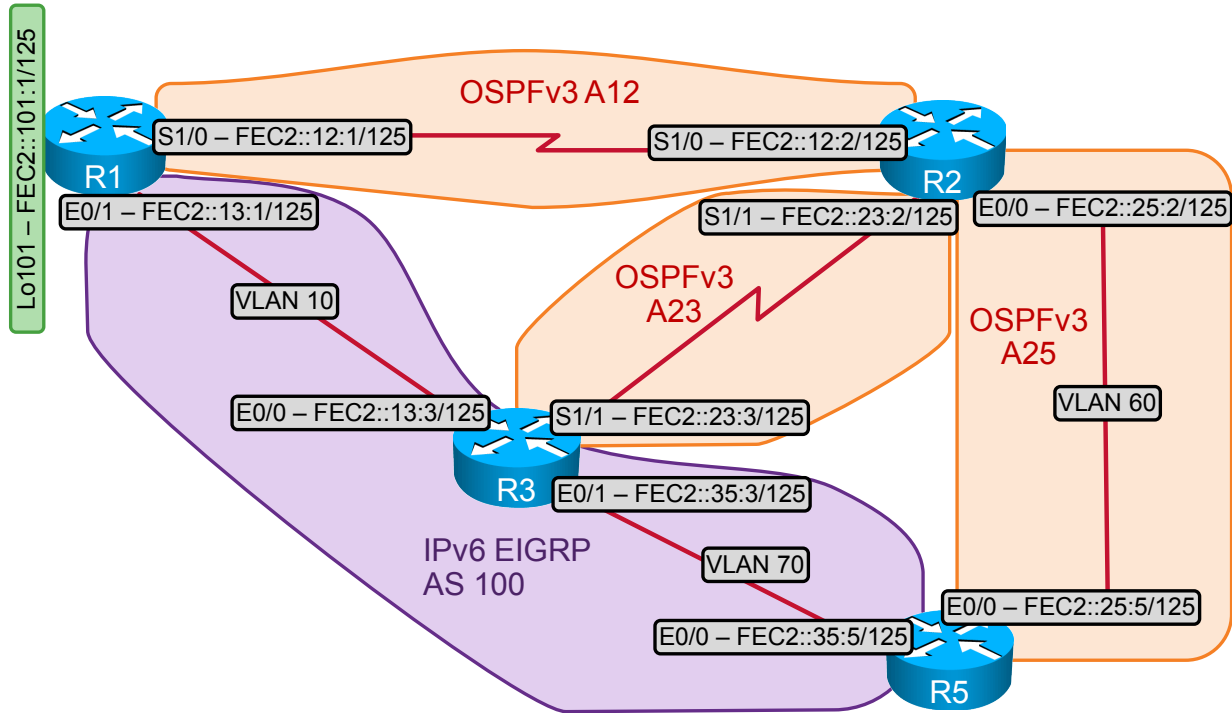 Lo101 – FEC2::101:1/125
OSPFv3 A12
S1/0 – FEC2::12:1/125
S1/0 – FEC2::12:2/125
R1
R2
E0/1 – FEC2::13:1/125
S1/1 – FEC2::23:2/125
E0/0 – FEC2::25:2/125
OSPFv3
A23
VLAN 10
OSPFv3
A25
VLAN 60
E0/0 – FEC2::13:3/125
S1/1 – FEC2::23:3/125
R3
E0/1 – FEC2::35:3/125
IPv6 EIGRP
AS 100
VLAN 70
E0/0 – FEC2::25:5/125
E0/0 – FEC2::35:5/125
R5